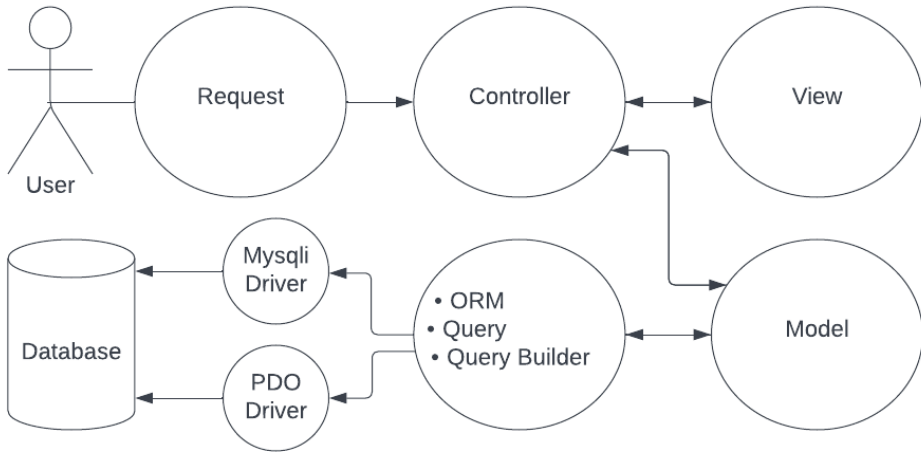 Request
Controller
View
User
Mysqli
Driver
• ORM
• Query
• Query Builder
Model
Database
PDO
Driver